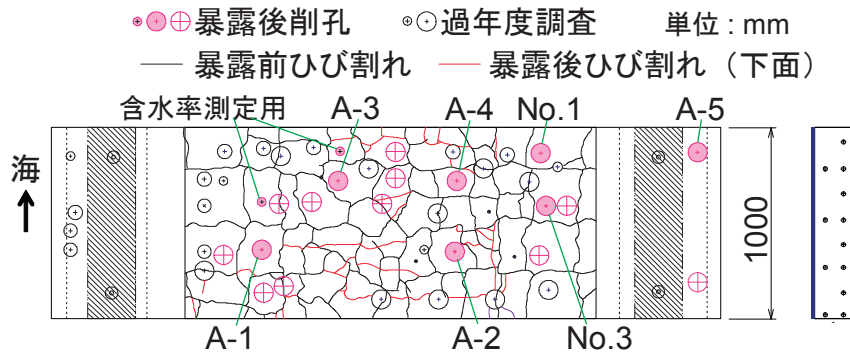 暴露後削孔 過年度調査 単位 : mm
暴露前ひび割れ 暴露後ひび割れ（下面）
含水率測定用 A-3 A-4 No.1 A-5
海
1000
A-1 A-2 No.3